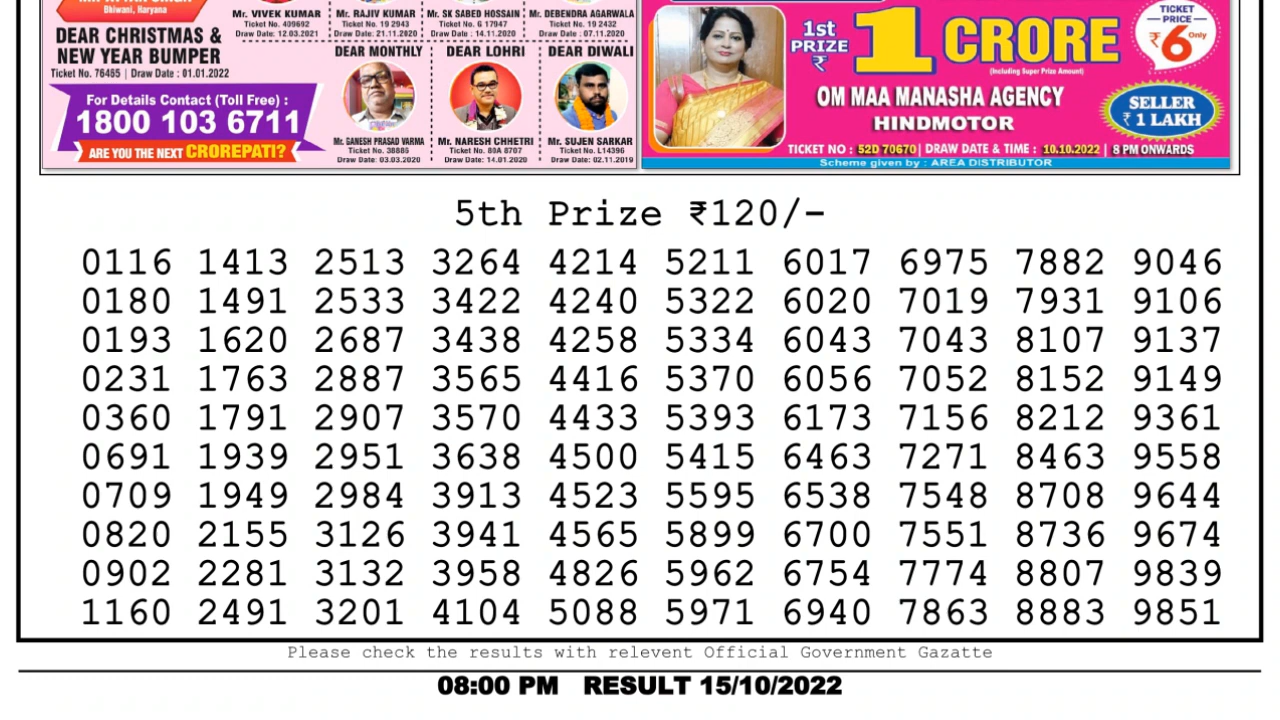 Bhiwani, Haryana
DEAR CHRISTMAS &
NEW YEAR BUMPER
Ticket No. 76465 | Draw Date : 01.01.2022
For Details Contact (Toll Free) :
1800 103 6711
ARE YOU THE NEXT CROREPATI?
Mr. VIVEK KUMAR
Ticket No. 409692
Draw Date: 12.03.2021
Mr. RAJIV KUMAR
Ticket No. 19 2943
Draw Date: 21.11.2020
Mr. SK SABED HOSSAIN
Ticket No. G 17947
Draw Date : 14.11.2020
Mr. DEBENDRA AGARWALA
Ticket No. 19 2432
Draw Date : 07.11.2020
DEAR MONTHLY
Mr. GANESH PRASAD VARMA
Ticket No. 38885
Draw Date: 03.03.2020
DEAR LOHRI
Mr. NARESH CHHETRI
Ticket No. 80A 8707
Draw Date: 14.01.2020
DEAR DIWALI
Mr. SUJEN SARKAR
Ticket No. L14396
Draw Date: 02.11.2019
1st
PRIZE
₹
1 CRORE
(Including Super Prize Amount)
TICKET
PRICE
₹6 Only
OM MAA MANASHA AGENCY
HINDMOTOR
SELLER
₹ 1 LAKH
TICKET NO : 52D 70670 | DRAW DATE & TIME : 10.10.2022 | 8 PM ONWARDS
Scheme given by : AREA DISTRIBUTOR
5th Prize ₹120/-
0116 1413 2513 3264 4214 5211 6017 6975 7882 9046
0180 1491 2533 3422 4240 5322 6020 7019 7931 9106
0193 1620 2687 3438 4258 5334 6043 7043 8107 9137
0231 1763 2887 3565 4416 5370 6056 7052 8152 9149
0360 1791 2907 3570 4433 5393 6173 7156 8212 9361
0691 1939 2951 3638 4500 5415 6463 7271 8463 9558
0709 1949 2984 3913 4523 5595 6538 7548 8708 9644
0820 2155 3126 3941 4565 5899 6700 7551 8736 9674
0902 2281 3132 3958 4826 5962 6754 7774 8807 9839
1160 2491 3201 4104 5088 5971 6940 7863 8883 9851
Please check the results with relevent Official Government Gazatte
08:00 PM RESULT 15/10/2022